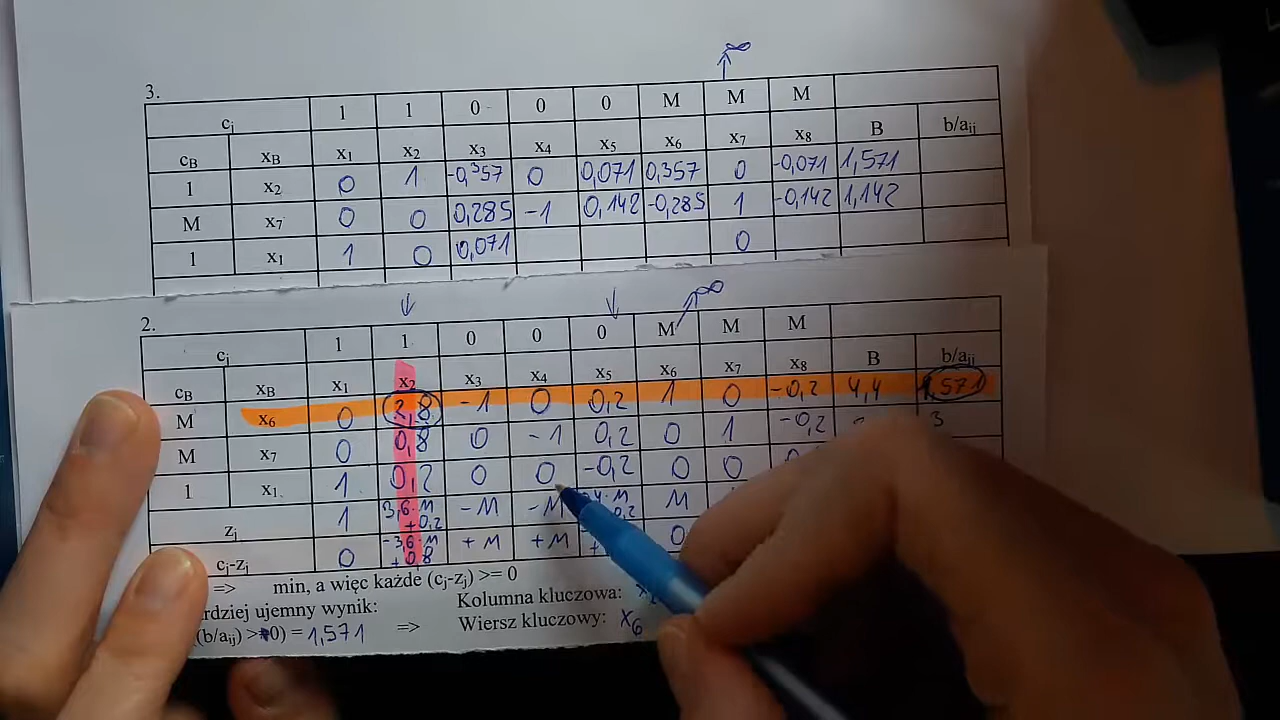 ∞
3.
cj 1 1 0 0 0 M M M
cB xB x1 x2 x3 x4 x5 x6 x7 x8 B b/aij
1 x2 0 1 -0,357 0 0,071 0,357 0 -0,071 1,571
M x7 0 0 0,285 -1 0,142 -0,285 1 -0,142 1,142
1 x1 1 0 0,071 0
∞
2.
cj 1 1 0 0 0 M M M
cB xB x1 x2 x3 x4 x5 x6 x7 x8 B b/aij
M x6 0 2,8 -1 0 0,2 1 0 -0,2 4,4 1,571
M x7 0 0,8 0 -1 0,2 0 1 -0,2 3
1 x1 1 0,2 0 0 -0,2 0 0
zj 1 3,6·M +0,2 -M -M M
cj-zj 0 -3,6·M +0,8 +M +M 0
=> min, a więc każde (cj-zj) >= 0
rdziej ujemny wynik: Kolumna kluczowa:
(b/aij) > 0) = 1,571 => Wiersz kluczowy: x6